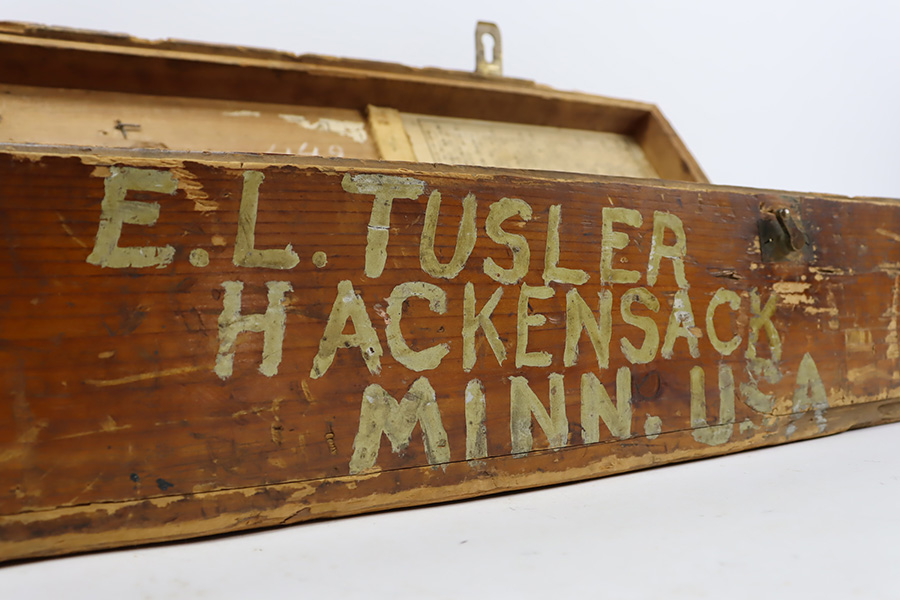 E.L. TUSLER
HACKENSACK
MINN. USA